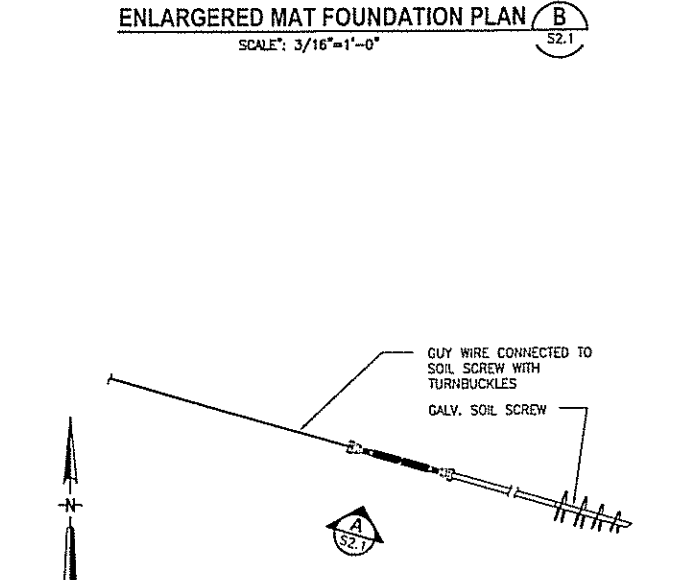 ENLARGERED MAT FOUNDATION PLAN
B
S2.1
SCALE": 3/16"=1'-0"
GUY WIRE CONNECTED TO
SOIL SCREW WITH
TURNBUCKLES
GALV. SOIL SCREW
N
A
S2.1